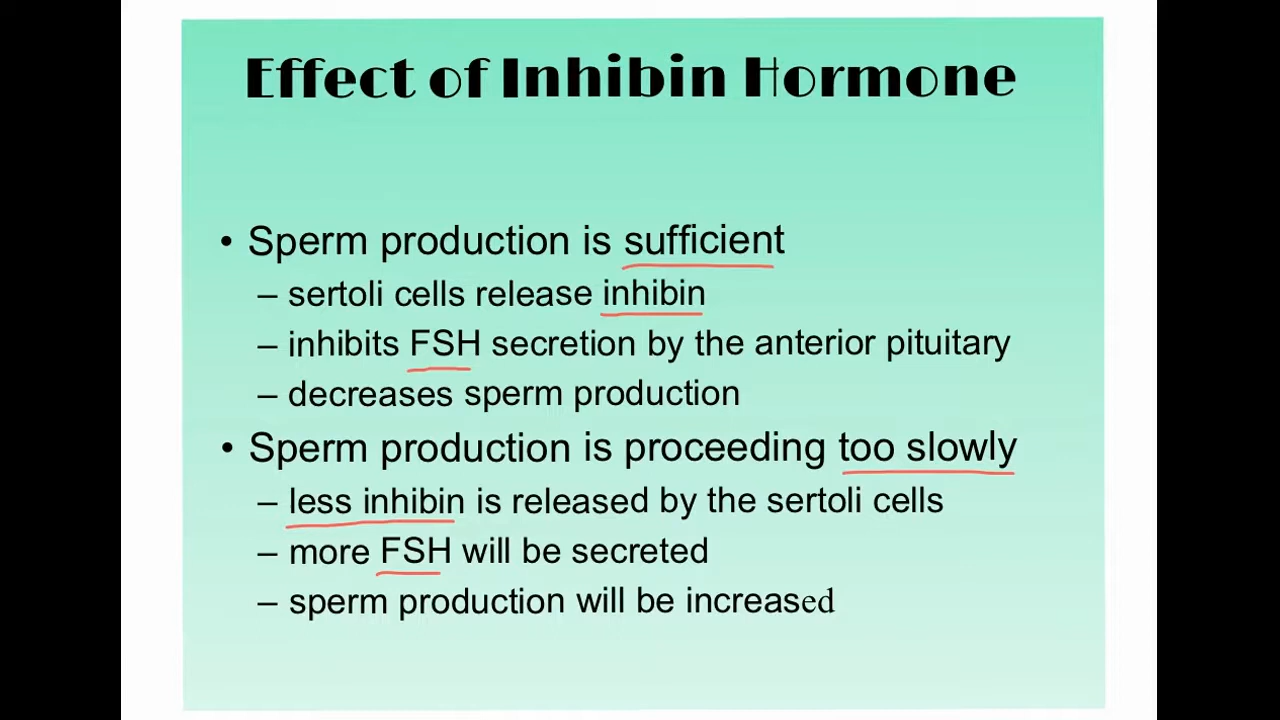 Effect of Inhibin Hormone
• Sperm production is sufficient
– sertoli cells release inhibin
– inhibits FSH secretion by the anterior pituitary
– decreases sperm production
• Sperm production is proceeding too slowly
– less inhibin is released by the sertoli cells
– more FSH will be secreted
– sperm production will be increased